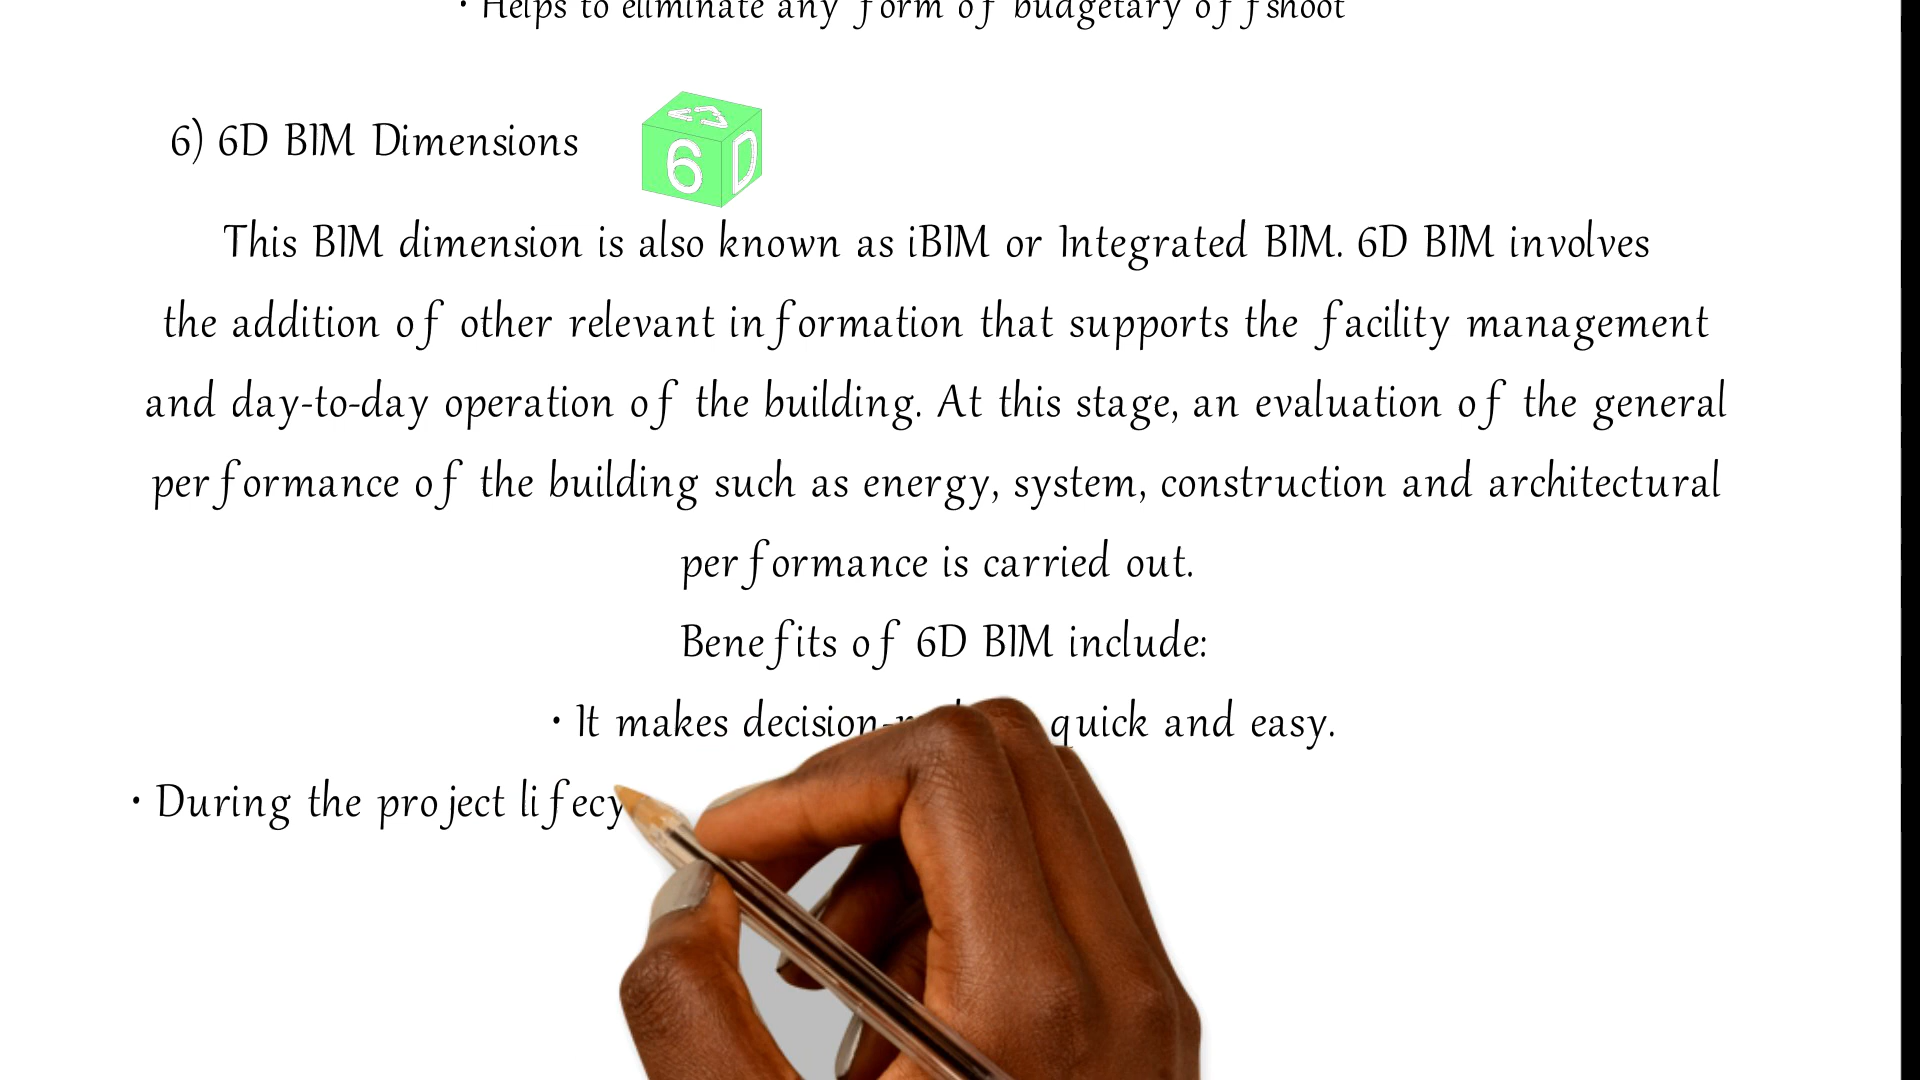 • Helps to eliminate any form of budgetary offshoot
6) 6D BIM Dimensions
6 D
This BIM dimension is also known as iBIM or Integrated BIM. 6D BIM involves
the addition of other relevant information that supports the facility management
and day-to-day operation of the building. At this stage, an evaluation of the general
performance of the building such as energy, system, construction and architectural
performance is carried out.
Benefits of 6D BIM include:
• It makes quick and easy.
• During the project